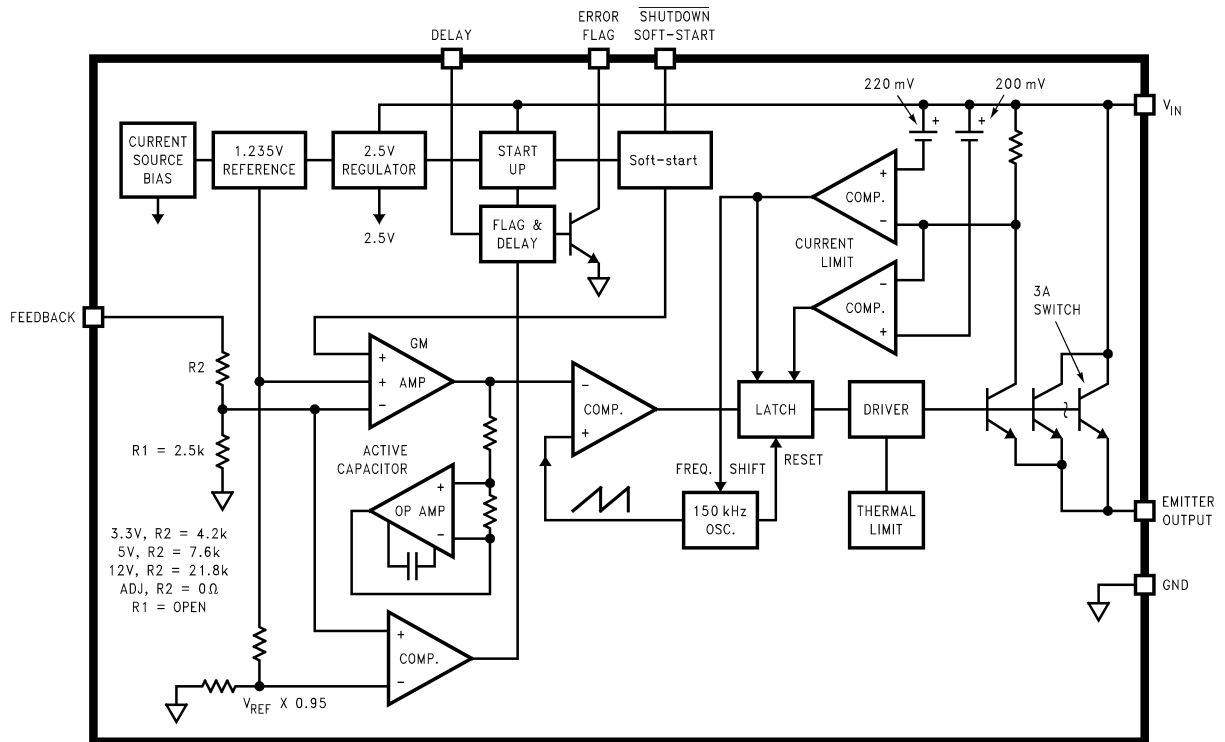 DELAY
ERROR
FLAG
SHUTDOWN
SOFT-START
220 mV
200 mV
V_IN
CURRENT
SOURCE
BIAS
1.235V
REFERENCE
2.5V
REGULATOR
START
UP
Soft-start
+
+
+
COMP.
−
FLAG &
DELAY
2.5V
CURRENT
LIMIT
−
COMP.
+
3A
SWITCH
FEEDBACK
GM
R2
+
+
AMP
−
−
COMP.
+
LATCH
DRIVER
R1 = 2.5k
ACTIVE
CAPACITOR
FREQ. SHIFT
RESET
+
OP AMP
−
150 kHz
OSC.
THERMAL
LIMIT
EMITTER
OUTPUT
3.3V, R2 = 4.2k
5V, R2 = 7.6k
12V, R2 = 21.8k
ADJ, R2 = 0Ω
R1 = OPEN
GND
+
COMP.
−
V_REF X 0.95